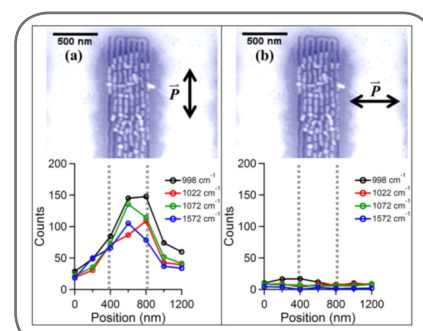 500 nm
(a)
P
200
150
100
50
0
Counts
998 cm⁻¹
1022 cm⁻¹
1072 cm⁻¹
1572 cm⁻¹
0 400 800 1200
Position (nm)
500 nm
(b)
P
200
150
100
50
0
Counts
998 cm⁻¹
1022 cm⁻¹
1072 cm⁻¹
1572 cm⁻¹
0 400 800 1200
Position (nm)